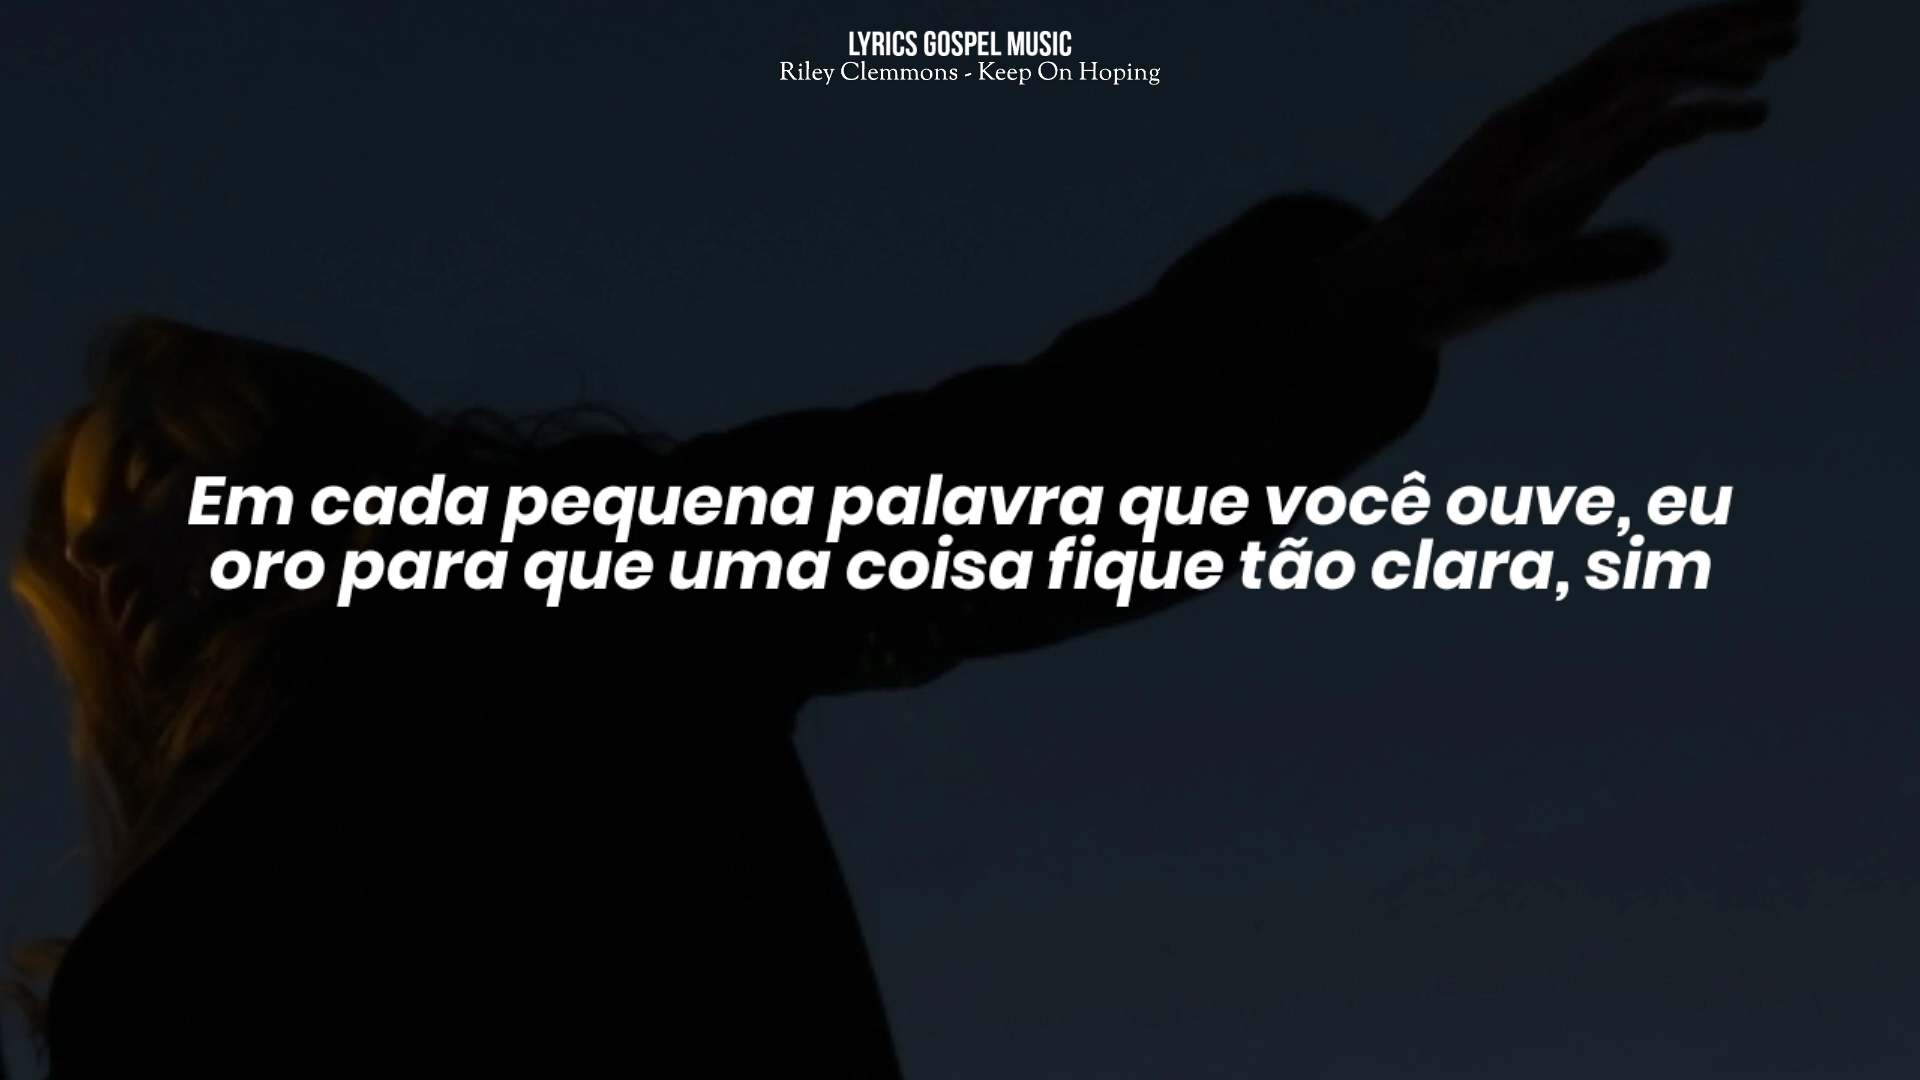 LYRICS GOSPEL MUSIC
Riley Clemmons - Keep On Hoping
Em cada pequena palavra que você ouve, eu
oro para que uma coisa fique tão clara, sim